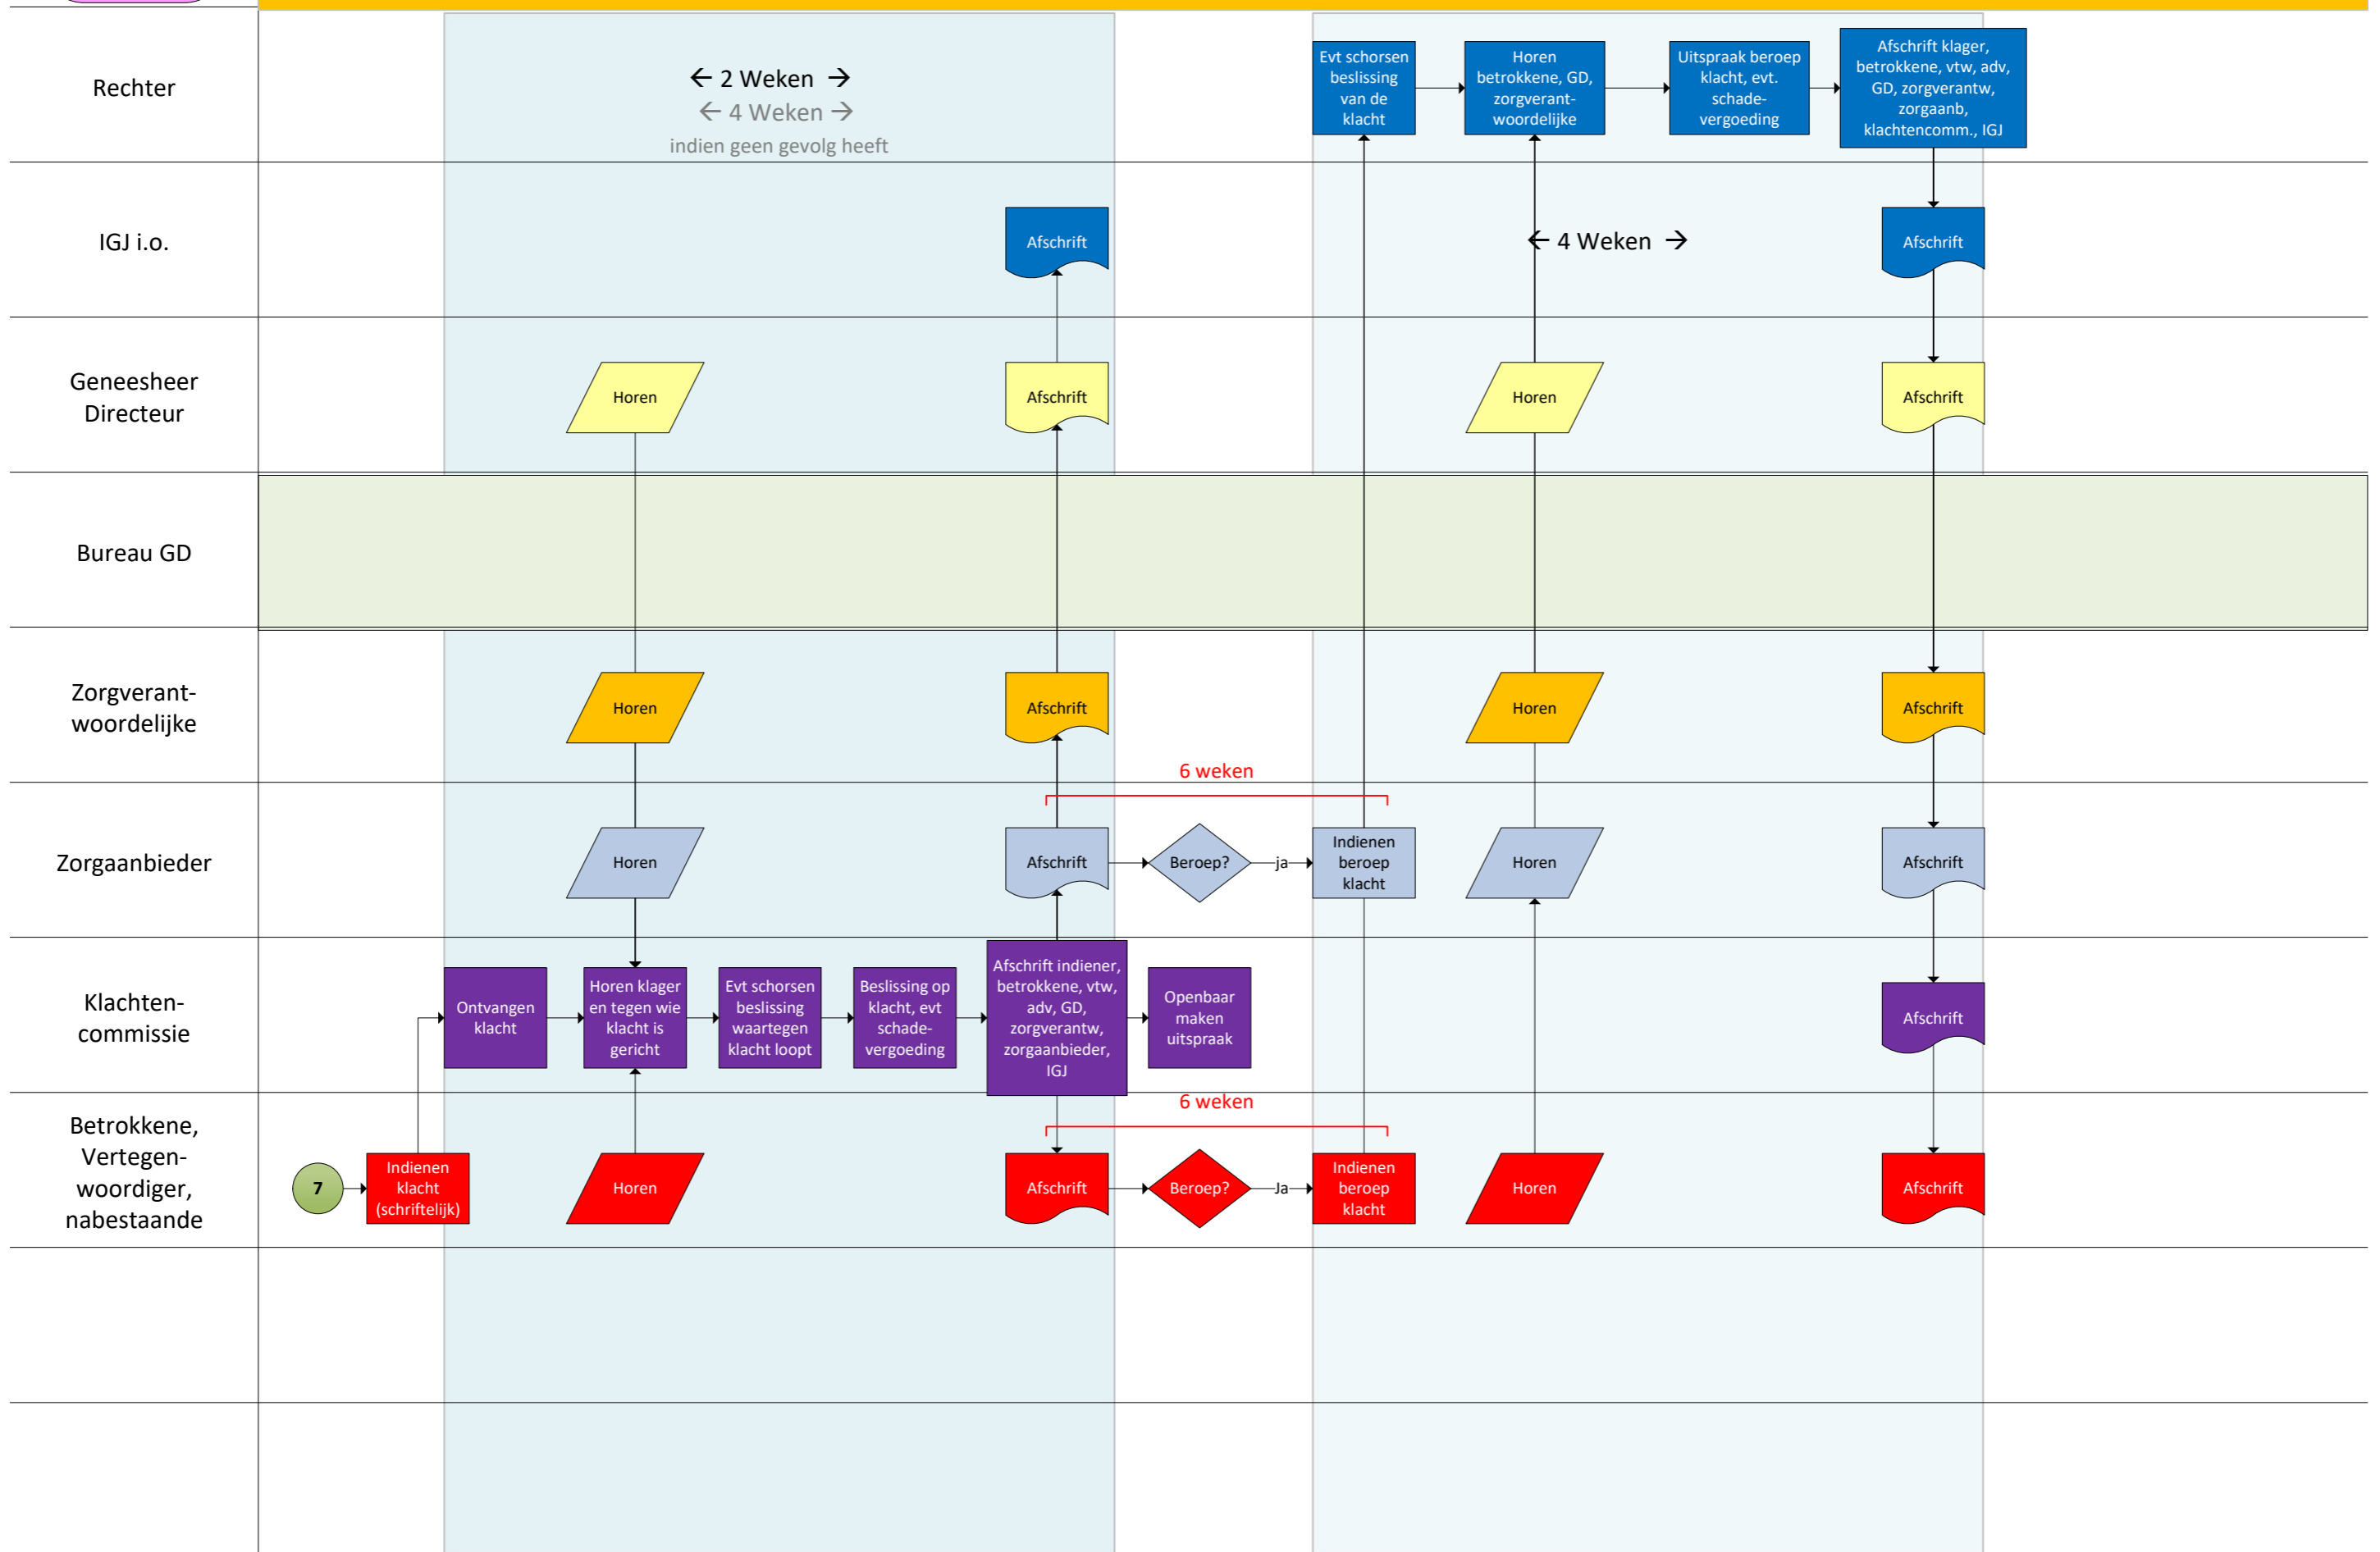 Rechter
← 2 Weken →
← 4 Weken →
indien geen gevolg heeft
Evt schorsen
beslissing
van de
klacht
Horen
betrokkene, GD,
zorgverant-
woordelijke
Uitspraak beroep
klacht, evt.
schade-
vergoeding
Afschrift klager,
betrokkene, vtw, adv,
GD, zorgverantw,
zorgaanb,
klachtencomm., IGJ
IGJ i.o.
Afschrift
← 4 Weken →
Afschrift
Geneesheer
Directeur
Horen
Afschrift
Horen
Afschrift
Bureau GD
Zorgverant-
woordelijke
Horen
Afschrift
Horen
Afschrift
6 weken
Zorgaanbieder
Horen
Afschrift
Beroep?
ja
Indienen
beroep
klacht
Horen
Afschrift
Klachten-
commissie
Ontvangen
klacht
Horen klager
en tegen wie
klacht is
gericht
Evt schorsen
beslissing
waartegen
klacht loopt
Beslissing op
klacht, evt
schade-
vergoeding
Afschrift indiener,
betrokkene, vtw,
adv, GD,
zorgverantw,
zorgaanbieder,
IGJ
Openbaar
maken
uitspraak
Afschrift
6 weken
Betrokkene,
Vertegen-
woordiger,
nabestaande
7
Indienen
klacht
(schriftelijk)
Horen
Afschrift
Beroep?
Ja
Indienen
beroep
klacht
Horen
Afschrift